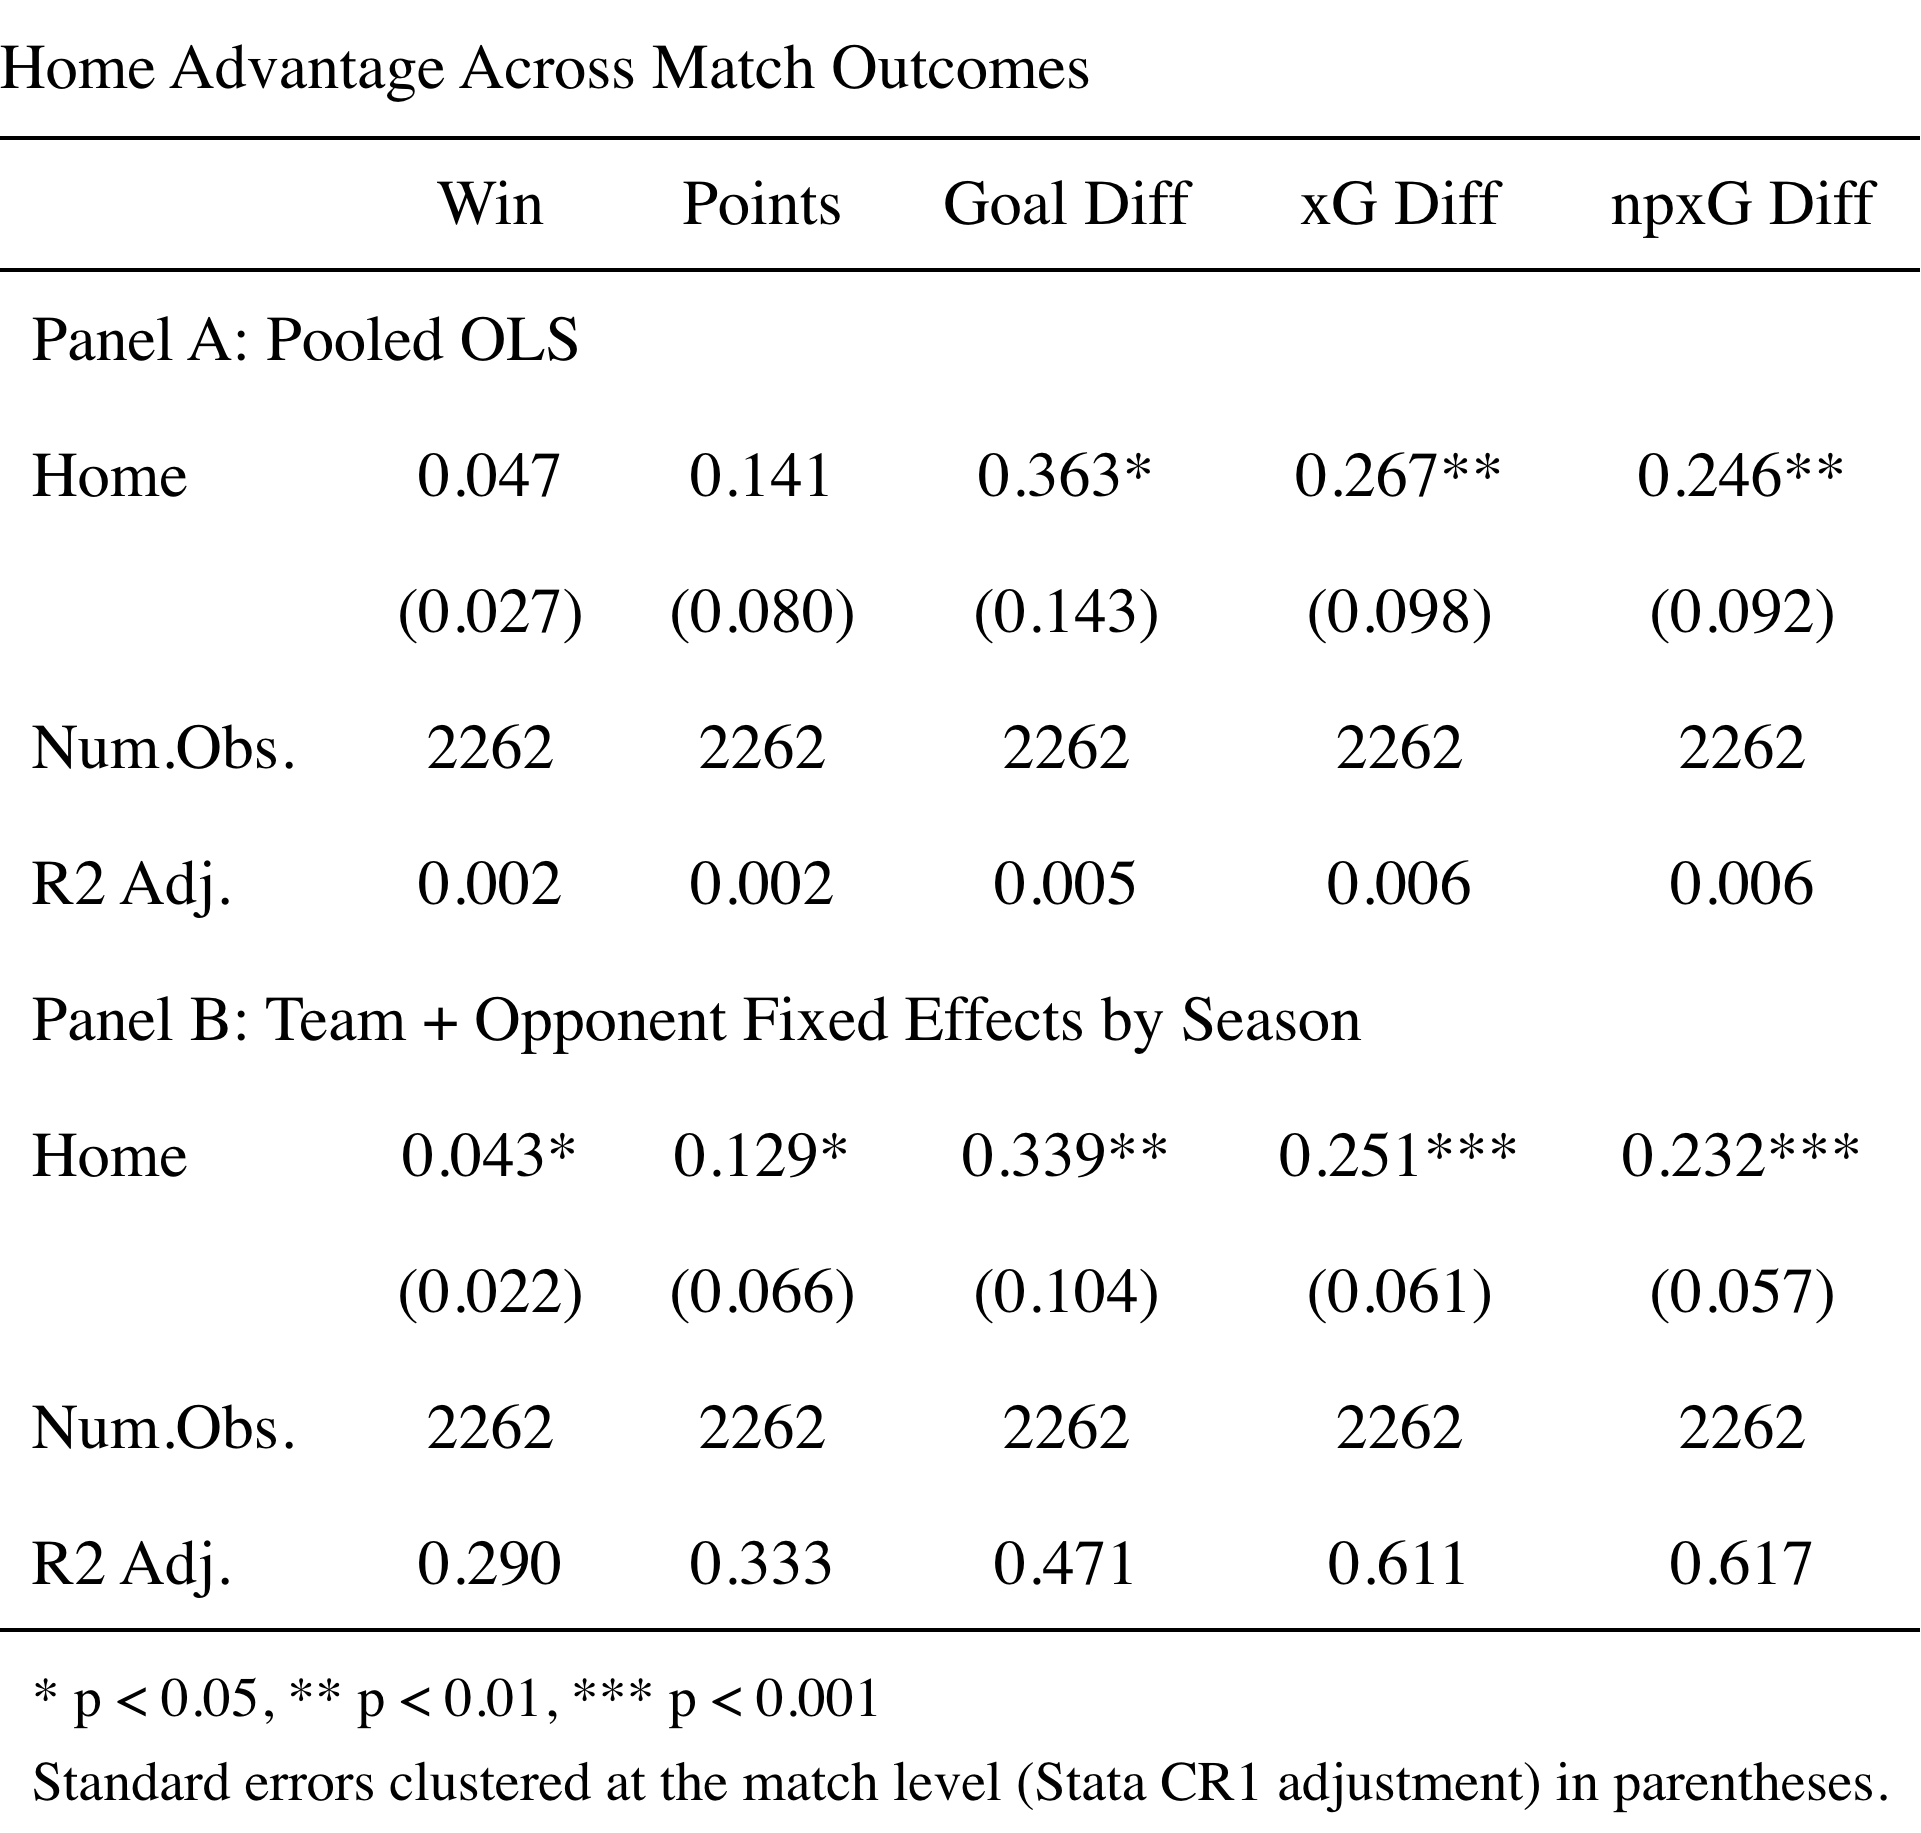 Home Advantage Across Match Outcomes
Win Points Goal Diff xG Diff npxG Diff
Panel A: Pooled OLS
Home 0.047 0.141 0.363* 0.267** 0.246**
(0.027) (0.080) (0.143) (0.098) (0.092)
Num.Obs. 2262 2262 2262 2262 2262
R2 Adj. 0.002 0.002 0.005 0.006 0.006
Panel B: Team + Opponent Fixed Effects by Season
Home 0.043* 0.129* 0.339** 0.251*** 0.232***
(0.022) (0.066) (0.104) (0.061) (0.057)
Num.Obs. 2262 2262 2262 2262 2262
R2 Adj. 0.290 0.333 0.471 0.611 0.617
* p < 0.05, ** p < 0.01, *** p < 0.001
Standard errors clustered at the match level (Stata CR1 adjustment) in parentheses.